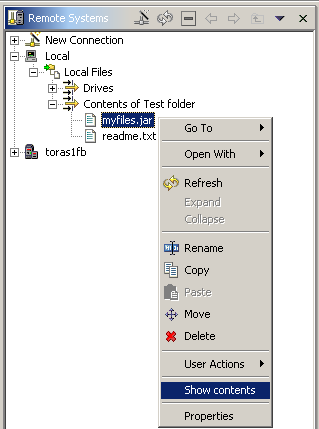 Remote Systems
New Connection
Local
Local Files
Drives
Contents of Test folder
myfiles.jar
readme.txt
toras1fb
Go To
Open With
Refresh
Expand
Collapse
Rename
Copy
Paste
Move
Delete
User Actions
Show contents
Properties